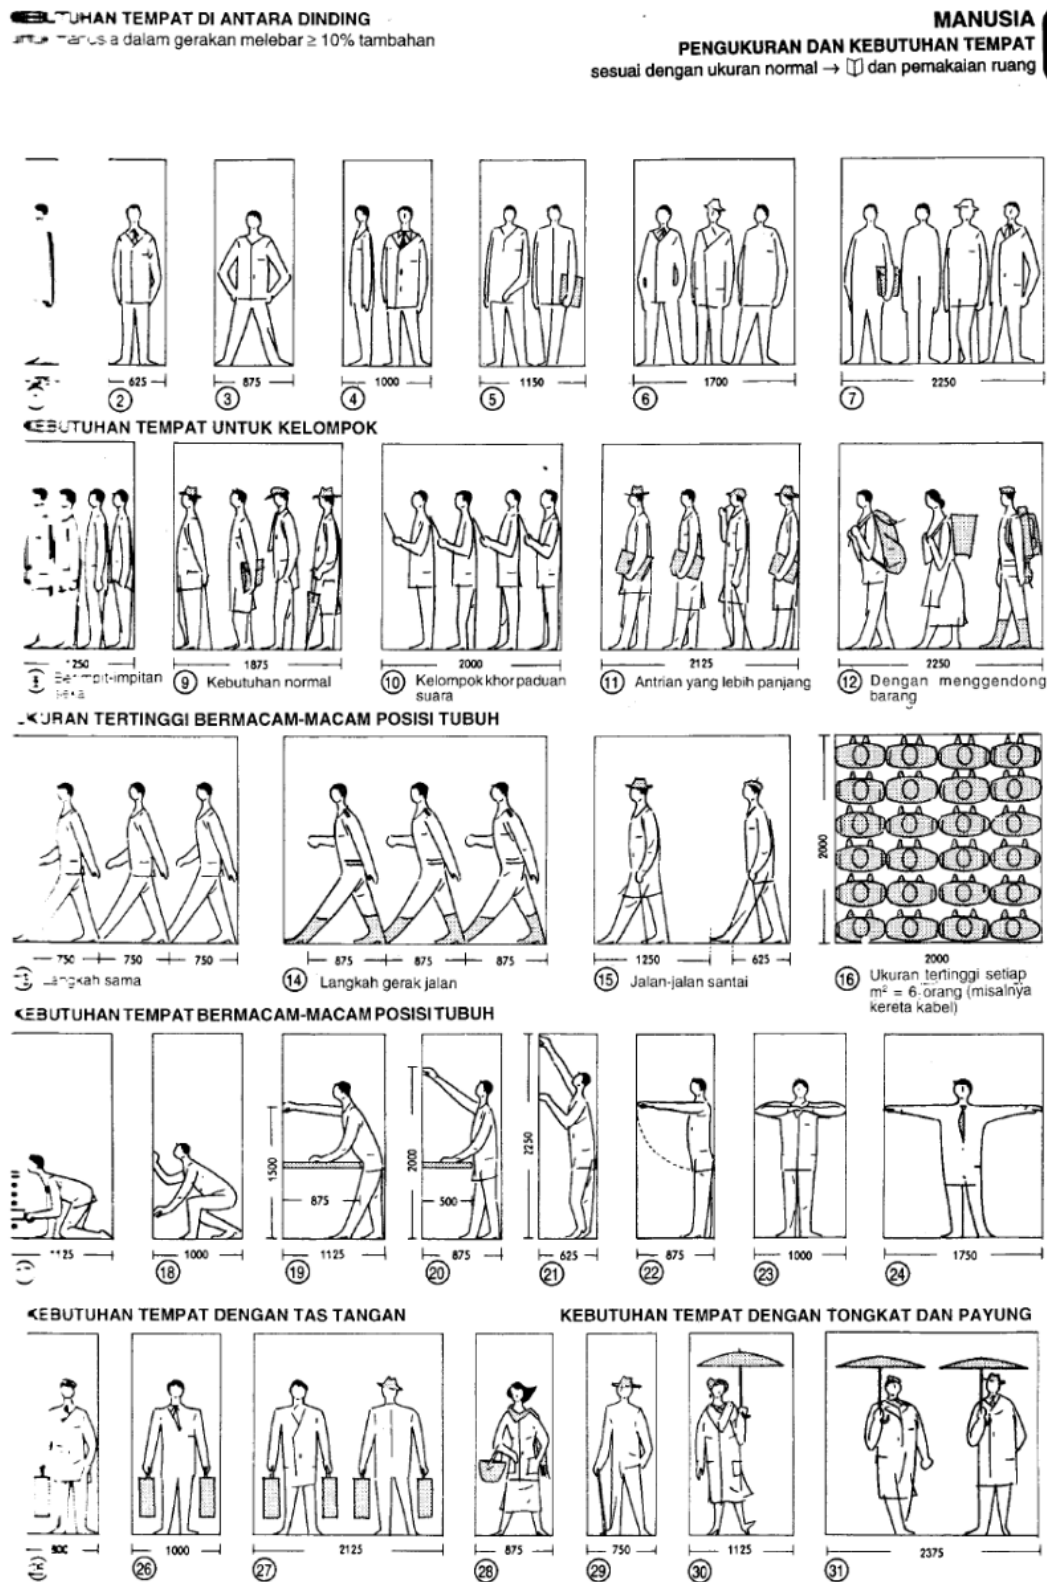 TUHAN TEMPAT DI ANTARA DINDING
dalam gerakan melebar ≥ 10% tambahan
MANUSIA
PENGUKURAN DAN KEBUTUHAN TEMPAT
sesuai dengan ukuran normal → dan pemakaian ruang
625 875 1000 1150 1700 2250
2 3 4 5 6 7
KEBUTUHAN TEMPAT UNTUK KELOMPOK
1250 1875 2000 2125 2250
9 Kebutuhan normal
10 Kelompok khor paduan
suara
11 Antrian yang lebih panjang
12 Dengan menggendong
barang
UKURAN TERTINGGI BERMACAM-MACAM POSISI TUBUH
2000
750 750 750 875 875 875 1250 625 2000
Langkah sama
14 Langkah gerak jalan
15 Jalan-jalan santai
16 Ukuran tertinggi setiap
m² = 6 orang (misalnya
kereta kabel)
KEBUTUHAN TEMPAT BERMACAM-MACAM POSISI TUBUH
1500 2000 2250
875 500
1125 1000 1125 875 625 875 1000 1750
18 19 20 21 22 23 24
KEBUTUHAN TEMPAT DENGAN TAS TANGAN
KEBUTUHAN TEMPAT DENGAN TONGKAT DAN PAYUNG
1000 2125 875 750 1125 2375
26 27 28 29 30 31